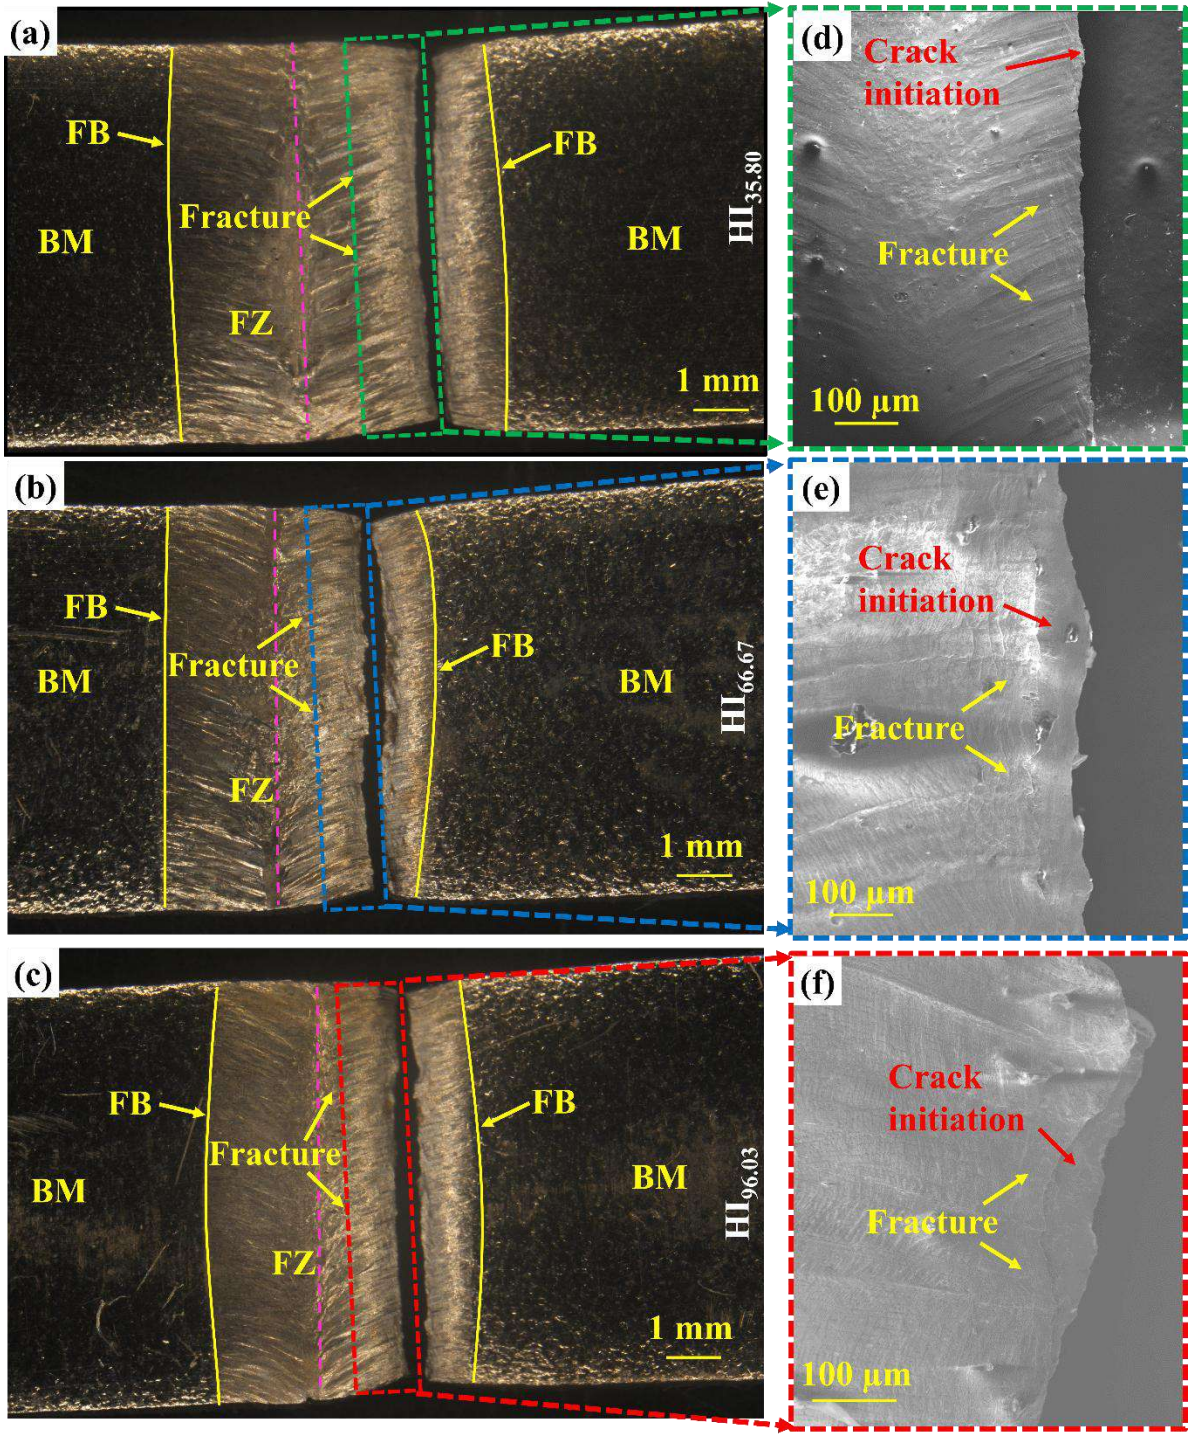 (a)
FB
FB
Fracture
BM
BM
FZ
HI35.80
1 mm
(d)
Crack
initiation
Fracture
100 µm
(b)
FB
FB
Fracture
BM
BM
FZ
HI66.67
1 mm
(e)
Crack
initiation
Fracture
100 µm
(c)
FB
FB
Fracture
BM
BM
FZ
HI96.03
1 mm
(f)
Crack
initiation
Fracture
100 µm